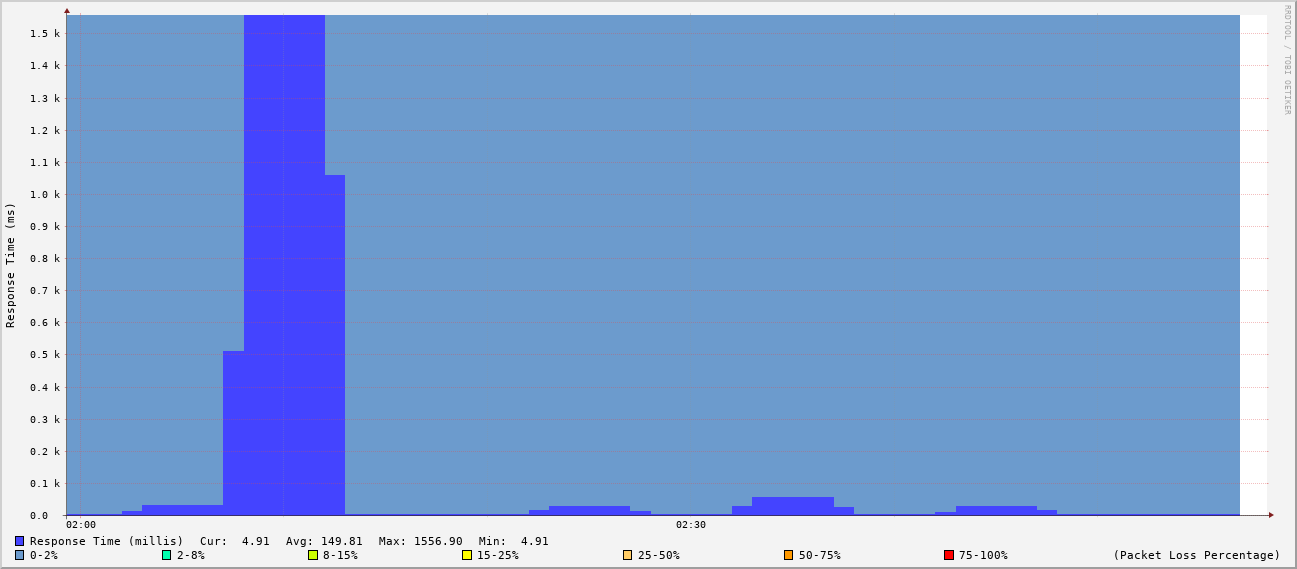 RRDTOOL / TOBI OETIKER
Response Time (ms)
1.5 k
1.4 k
1.3 k
1.2 k
1.1 k
1.0 k
0.9 k
0.8 k
0.7 k
0.6 k
0.5 k
0.4 k
0.3 k
0.2 k
0.1 k
0.0
02:00 02:30
Response Time (millis) Cur: 4.91 Avg: 149.81 Max: 1556.90 Min: 4.91
0-2% 2-8% 8-15% 15-25% 25-50% 50-75% 75-100% (Packet Loss Percentage)